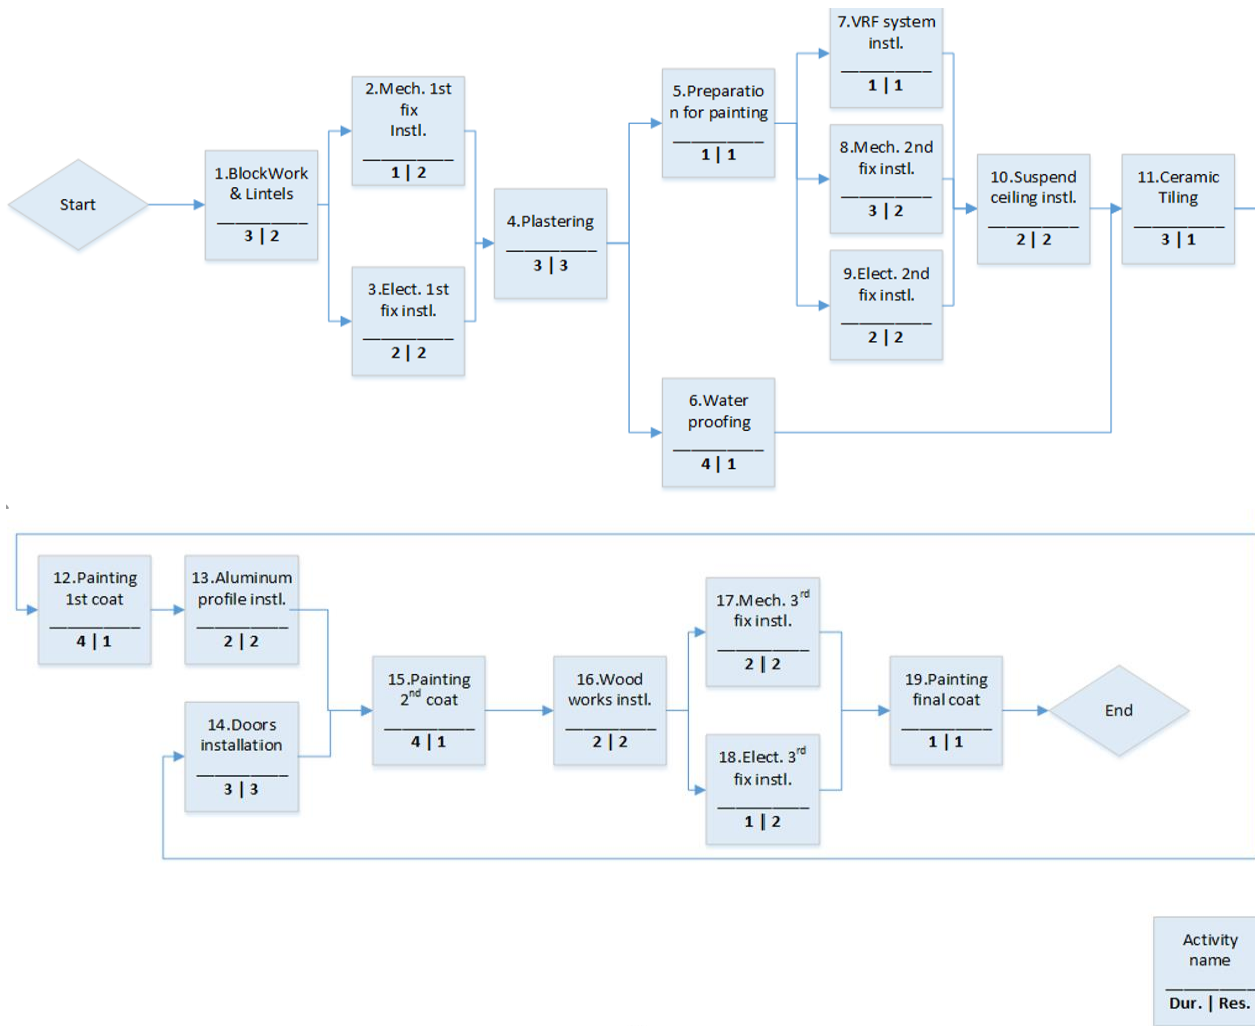 Start
1.BlockWork
& Lintels
3 | 2
2.Mech. 1st
fix
Instl.
1 | 2
3.Elect. 1st
fix instl.
2 | 2
4.Plastering
3 | 3
5.Preparatio
n for painting
1 | 1
6.Water
proofing
4 | 1
7.VRF system
instl.
1 | 1
8.Mech. 2nd
fix instl.
3 | 2
9.Elect. 2nd
fix instl.
2 | 2
10.Suspend
ceiling instl.
2 | 2
11.Ceramic
Tiling
3 | 1
12.Painting
1st coat
4 | 1
13.Aluminum
profile instl.
2 | 2
14.Doors
installation
3 | 3
15.Painting
2nd coat
4 | 1
16.Wood
works instl.
2 | 2
17.Mech. 3rd
fix instl.
2 | 2
18.Elect. 3rd
fix instl.
1 | 2
19.Painting
final coat
1 | 1
End
Activity
name
Dur. | Res.